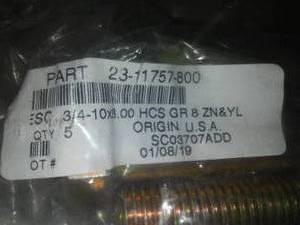 PART 23-11757-800
ESC 3/4-10x8.00 HCS GR 8 ZN&YL
QTY 5 ORIGIN U.S.A.
SC03707ADD
OT # 01/08/19